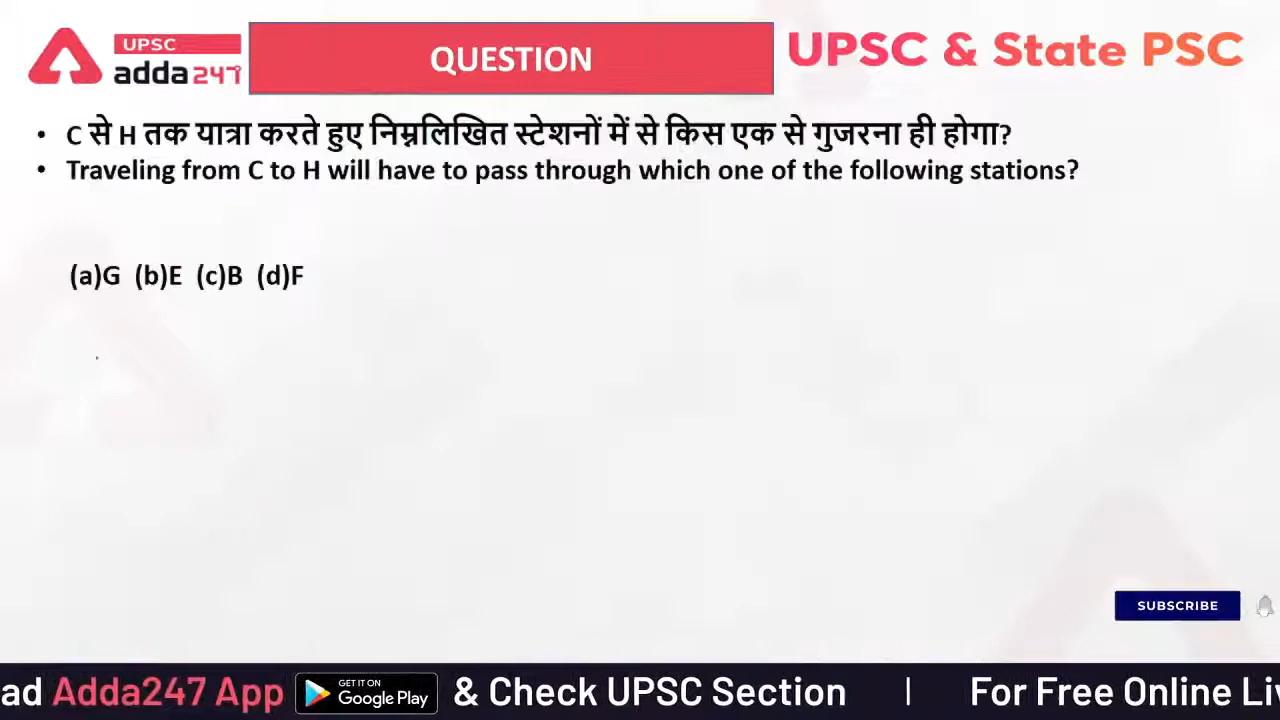 UPSC
adda247
QUESTION
UPSC & State PSC
• C से H तक यात्रा करते हुए निम्नलिखित स्टेशनों में से किस एक से गुजरना ही होगा?
• Traveling from C to H will have to pass through which one of the following stations?
(a)G (b)E (c)B (d)F
SUBSCRIBE
ad Adda247 App GET IT ON Google Play & Check UPSC Section | For Free Online Liv